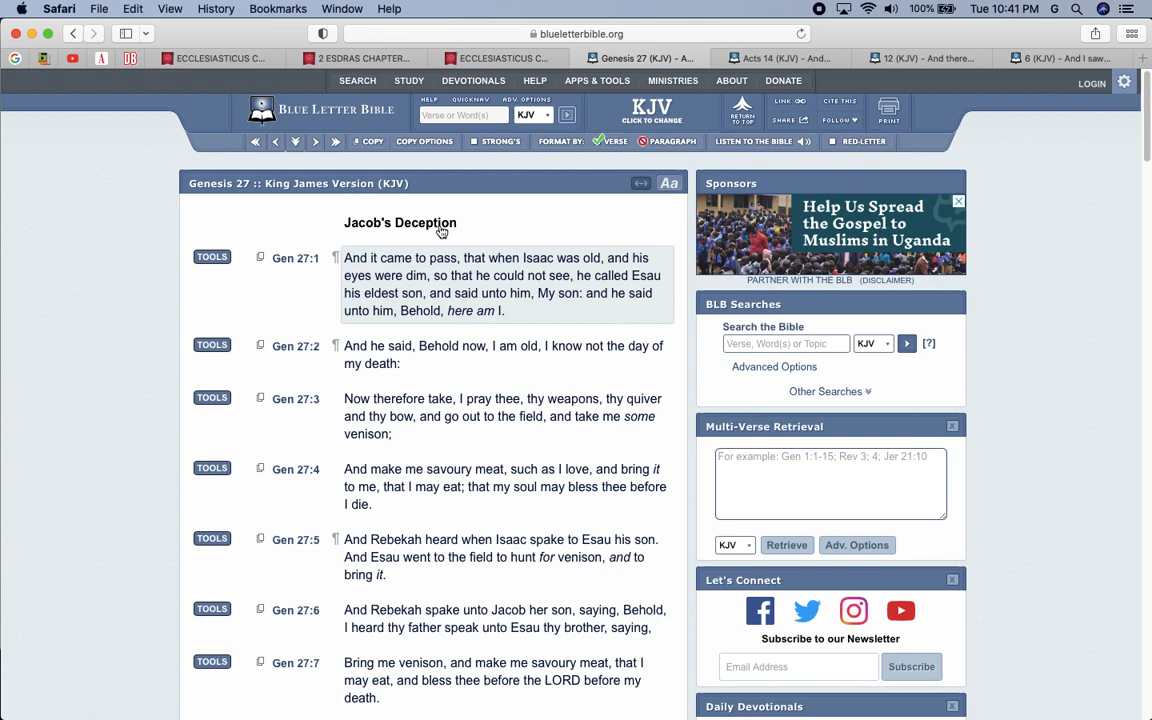 Safari File Edit View History Bookmarks Window Help
100% Tue 10:41 PM G
blueletterbible.org
G A DB ECCLESIASTICUS C... 2 ESDRAS CHAPTER... ECCLESIASTICUS C... Genesis 27 (KJV) - A... Acts 14 (KJV) - And... 12 (KJV) - And there... 6 (KJV) - And I saw...
SEARCH STUDY DEVOTIONALS HELP APPS & TOOLS MINISTRIES ABOUT DONATE
LOGIN
BLUE LETTER BIBLE
HELP QUICKNAV ADV. OPTIONS
Verse or Word(s) KJV
KJV
CLICK TO CHANGE
RETURN
TO TOP
LINK CITE THIS
SHARE FOLLOW
PRINT
COPY COPY OPTIONS STRONG'S FORMAT BY: VERSE PARAGRAPH LISTEN TO THE BIBLE RED-LETTER
Genesis 27 :: King James Version (KJV)
Aa
Jacob's Deception
TOOLS Gen 27:1 ¶ And it came to pass, that when Isaac was old, and his
eyes were dim, so that he could not see, he called Esau
his eldest son, and said unto him, My son: and he said
unto him, Behold, here am I.
TOOLS Gen 27:2 ¶ And he said, Behold now, I am old, I know not the day of
my death:
TOOLS Gen 27:3 Now therefore take, I pray thee, thy weapons, thy quiver
and thy bow, and go out to the field, and take me some
venison;
TOOLS Gen 27:4 And make me savoury meat, such as I love, and bring it
to me, that I may eat; that my soul may bless thee before
I die.
TOOLS Gen 27:5 ¶ And Rebekah heard when Isaac spake to Esau his son.
And Esau went to the field to hunt for venison, and to
bring it.
TOOLS Gen 27:6 And Rebekah spake unto Jacob her son, saying, Behold,
I heard thy father speak unto Esau thy brother, saying,
TOOLS Gen 27:7 Bring me venison, and make me savoury meat, that I
may eat, and bless thee before the LORD before my
death.
Sponsors
Help Us Spread
the Gospel to
Muslims in Uganda
PARTNER WITH THE BLB (DISCLAIMER)
BLB Searches
Search the Bible
Verse, Word(s) or Topic KJV [?]
Advanced Options
Other Searches
Multi-Verse Retrieval
For example: Gen 1:1-15; Rev 3; 4; Jer 21:10
KJV Retrieve Adv. Options
Let's Connect
Subscribe to our Newsletter
Email Address Subscribe
Daily Devotionals